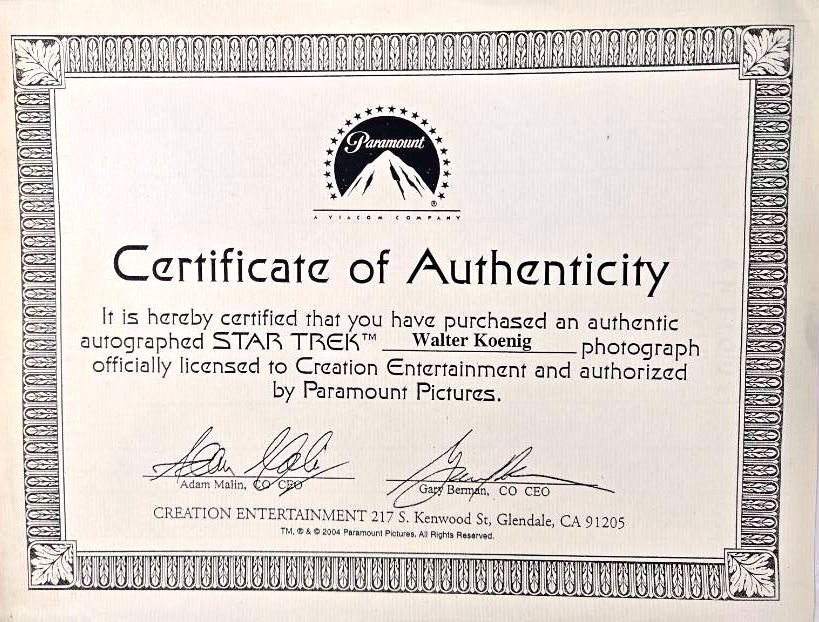 Paramount
®
A VIACOM COMPANY
Certificate of Authenticity
It is hereby certified that you have purchased an authentic
autographed STAR TREK™ Walter Koenig photograph
officially licensed to Creation Entertainment and authorized
by Paramount Pictures.
Adam Malin, CO CEO Gary Berman, CO CEO
CREATION ENTERTAINMENT 217 S. Kenwood St, Glendale, CA 91205
TM, ® & © 2004 Paramount Pictures. All Rights Reserved.